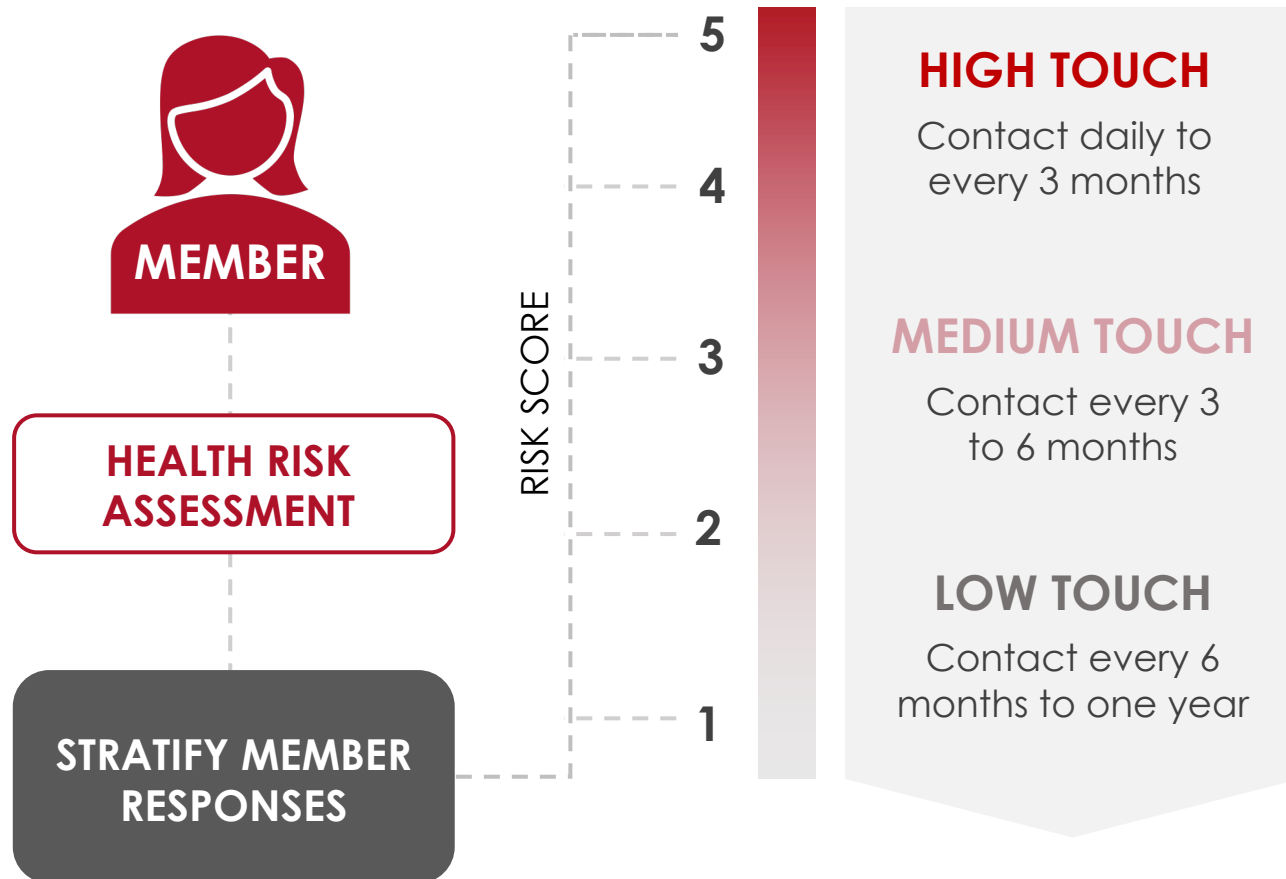 MEMBER
HEALTH RISK
ASSESSMENT
STRATIFY MEMBER
RESPONSES
RISK SCORE
5
4
3
2
1
HIGH TOUCH
Contact daily to
every 3 months
MEDIUM TOUCH
Contact every 3
to 6 months
LOW TOUCH
Contact every 6
months to one year